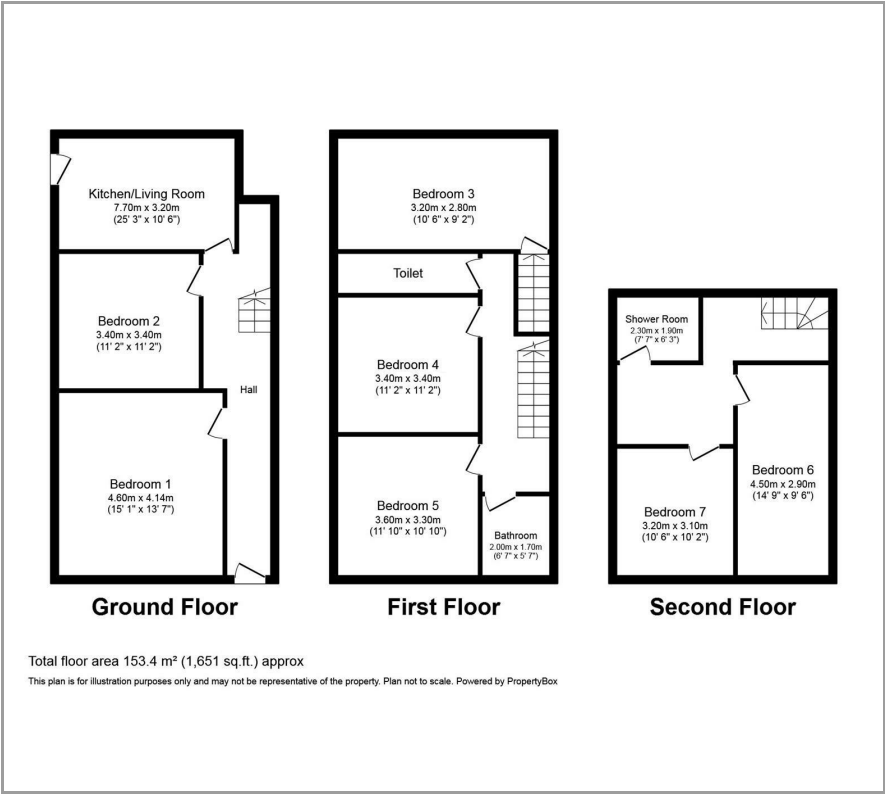 Kitchen/Living Room
7.70m x 3.20m
(25' 3" x 10' 6")
Bedroom 2
3.40m x 3.40m
(11' 2" x 11' 2")
Hall
Bedroom 1
4.60m x 4.14m
(15' 1" x 13' 7")
Ground Floor
Bedroom 3
3.20m x 2.80m
(10' 6" x 9' 2")
Toilet
Bedroom 4
3.40m x 3.40m
(11' 2" x 11' 2")
Bedroom 5
3.60m x 3.30m
(11' 10" x 10' 10")
Bathroom
2.00m x 1.70m
(6' 7" x 5' 7")
First Floor
Shower Room
2.30m x 1.90m
(7' 7" x 6' 3")
Bedroom 6
4.50m x 2.90m
(14' 9" x 9' 6")
Bedroom 7
3.20m x 3.10m
(10' 6" x 10' 2")
Second Floor
Total floor area 153.4 m² (1,651 sq.ft.) approx
This plan is for illustration purposes only and may not be representative of the property. Plan not to scale. Powered by PropertyBox